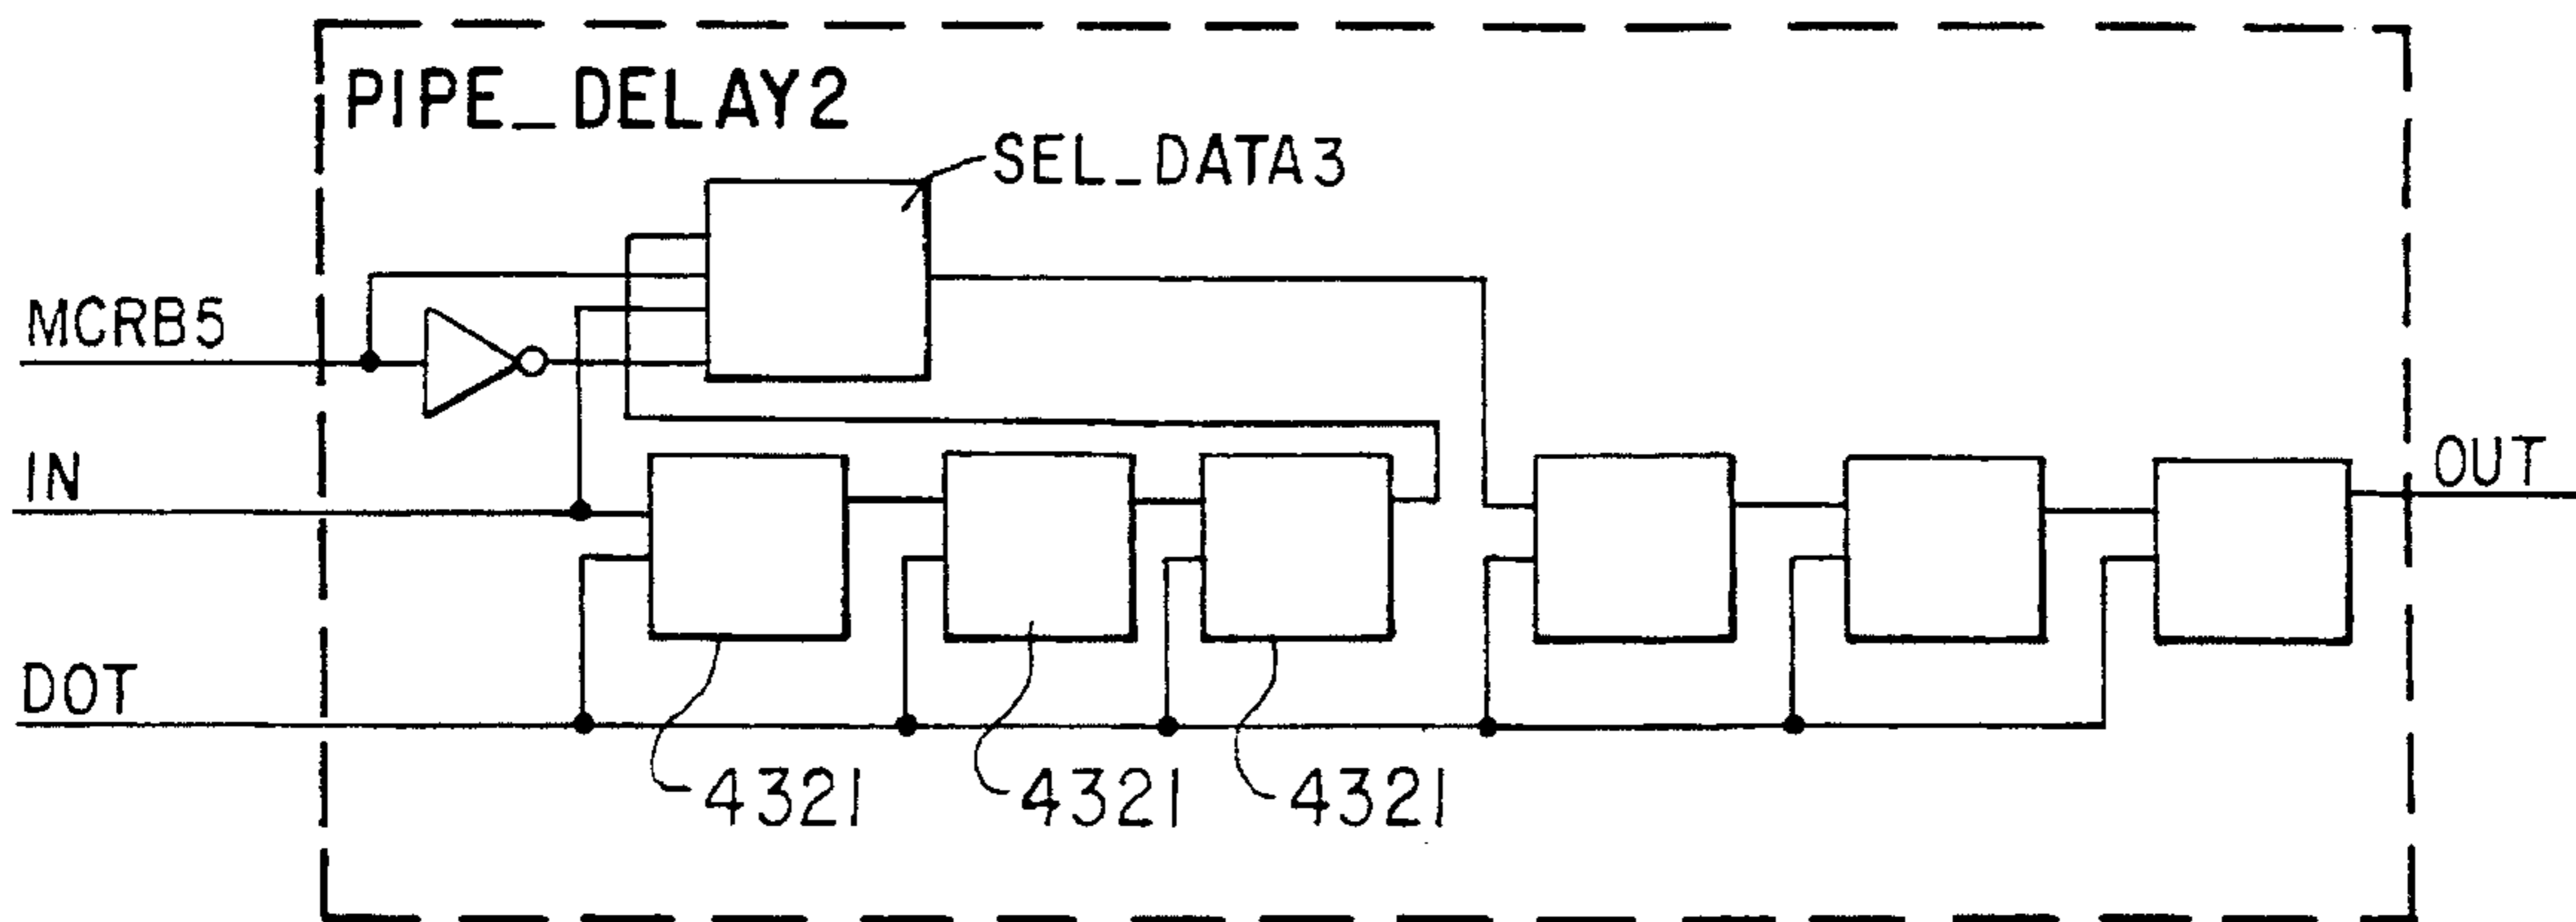 PIPE_DELAY2
SEL_DATA3
MCRB5
IN
OUT
DOT
4321
4321
4321